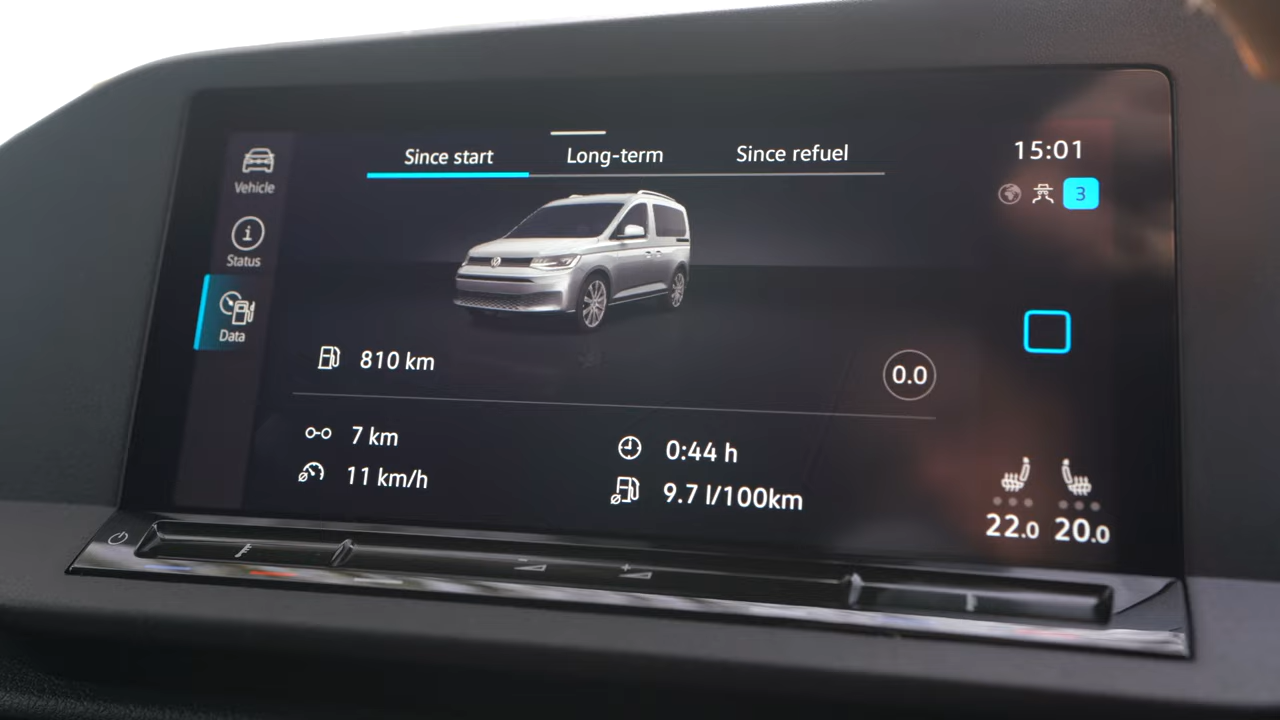 Since start
Long-term
Since refuel
15:01
3
Vehicle
Status
Data
810 km
0.0
7 km
0:44 h
11 km/h
9.7 l/100km
22.0
20.0